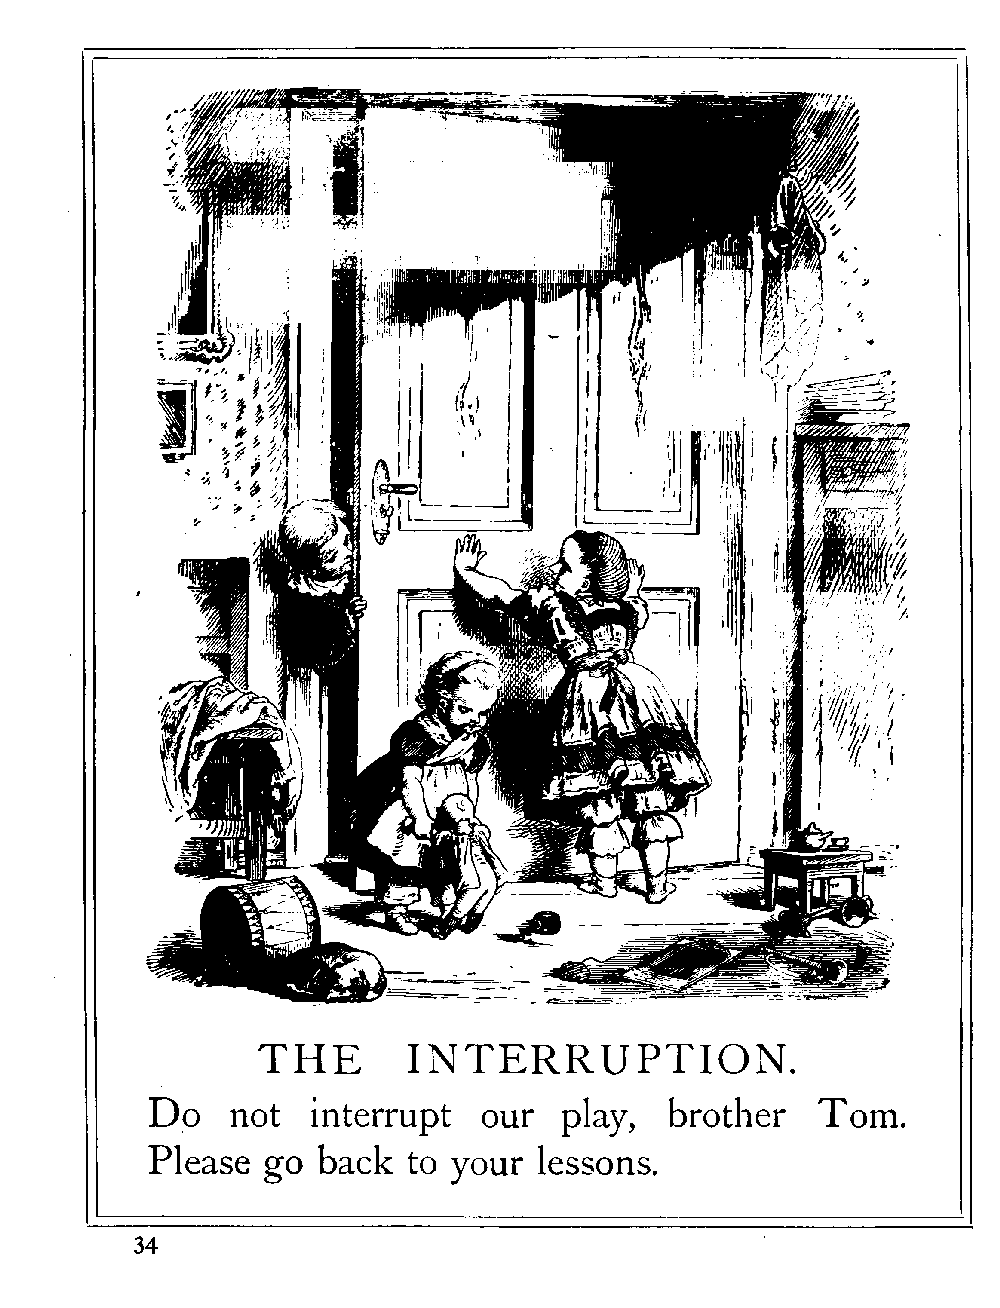 THE INTERRUPTION.
Do not interrupt our play, brother Tom.
Please go back to your lessons.
34